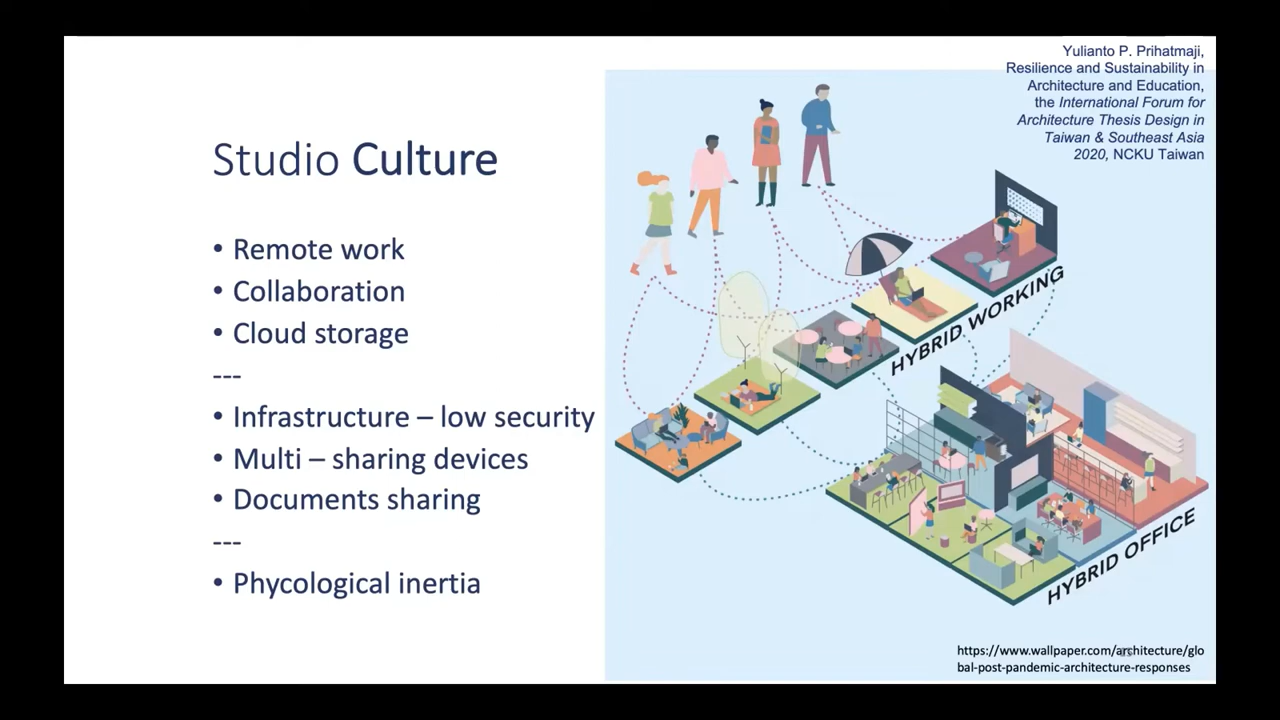 Yulianto P. Prihatmaji,
Resilience and Sustainability in
Architecture and Education,
the International Forum for
Architecture Thesis Design in
Taiwan & Southeast Asia
2020, NCKU Taiwan
Studio Culture
• Remote work
• Collaboration
• Cloud storage
---
• Infrastructure – low security
• Multi – sharing devices
• Documents sharing
---
• Phycological inertia
HYBRID WORKING
HYBRID OFFICE
https://www.wallpaper.com/architecture/glo
bal-post-pandemic-architecture-responses